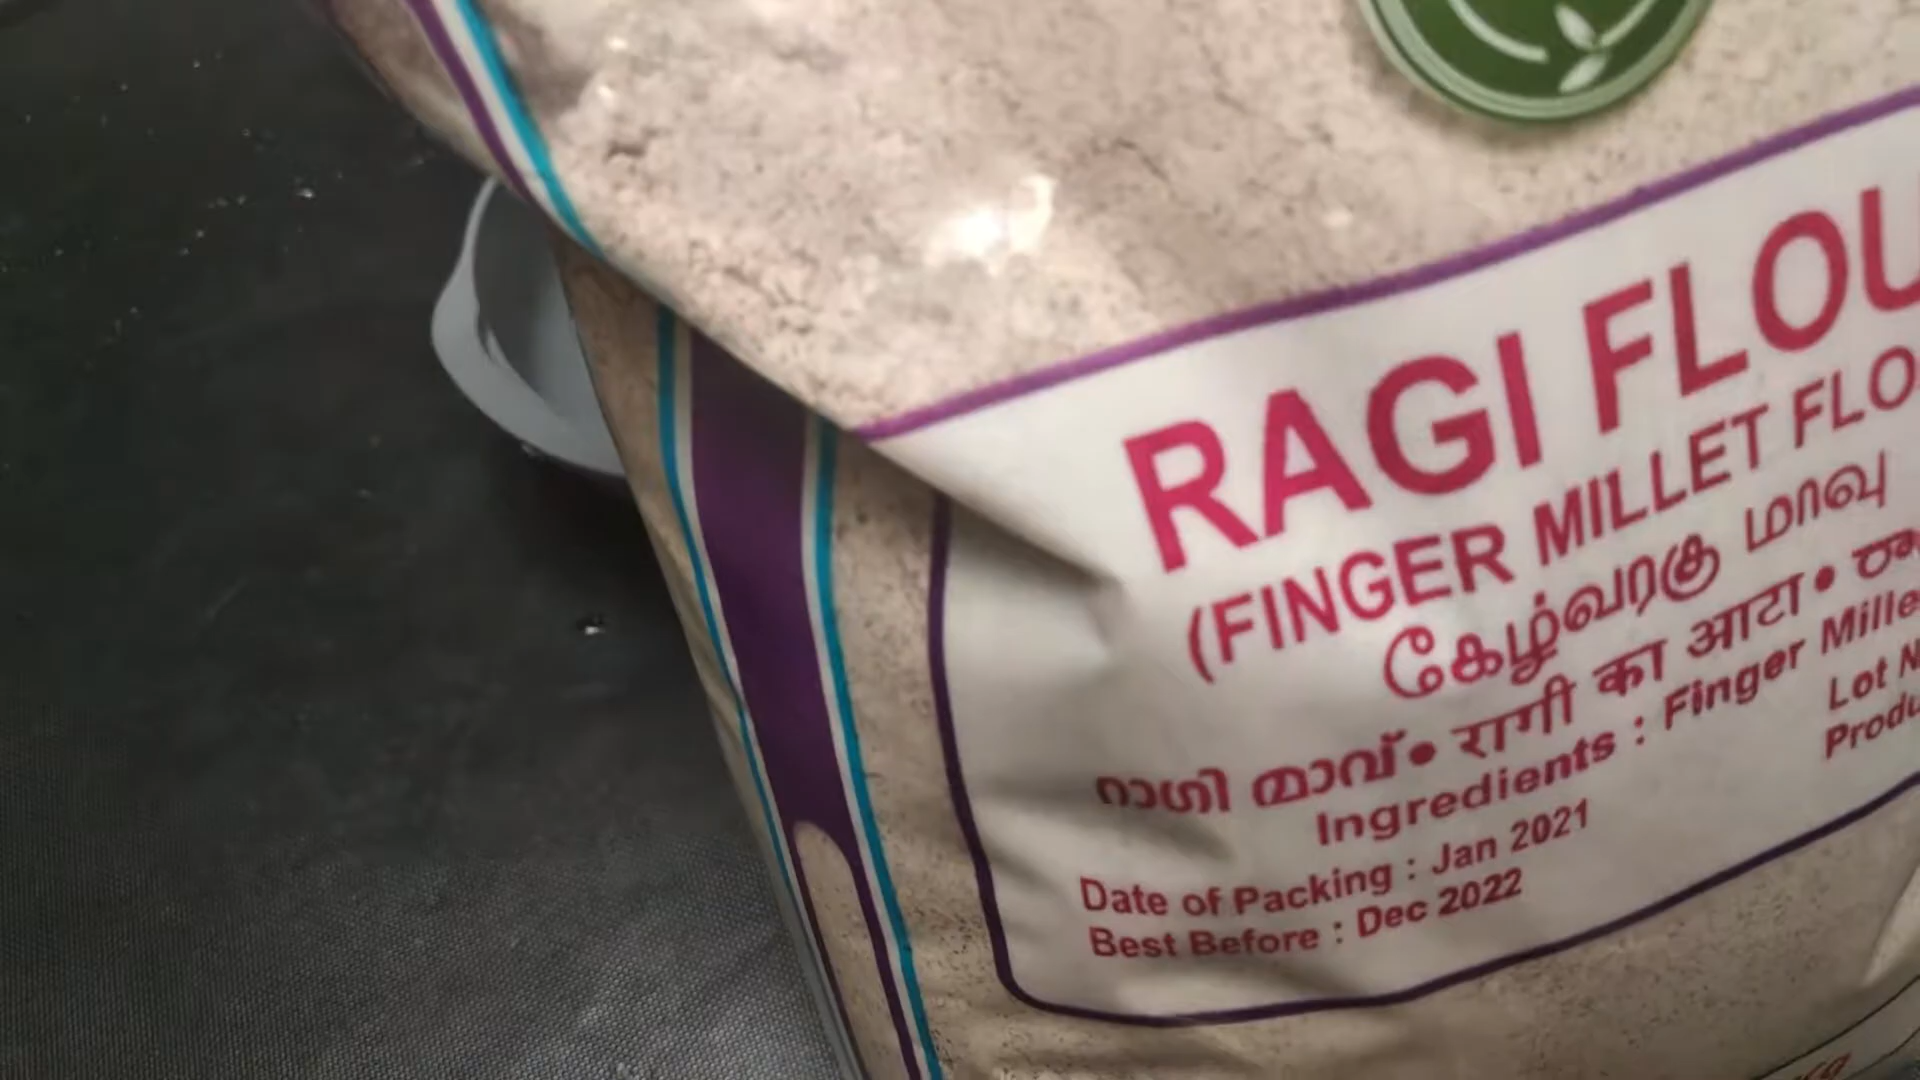 RAGI FLOU
(FINGER MILLET FLO
கேழ்வரகு மாவு
റാഗി മാവ് • रागी का आटा •
Ingredients : Finger Mille
Lot N
Produ
Date of Packing : Jan 2021
Best Before : Dec 2022